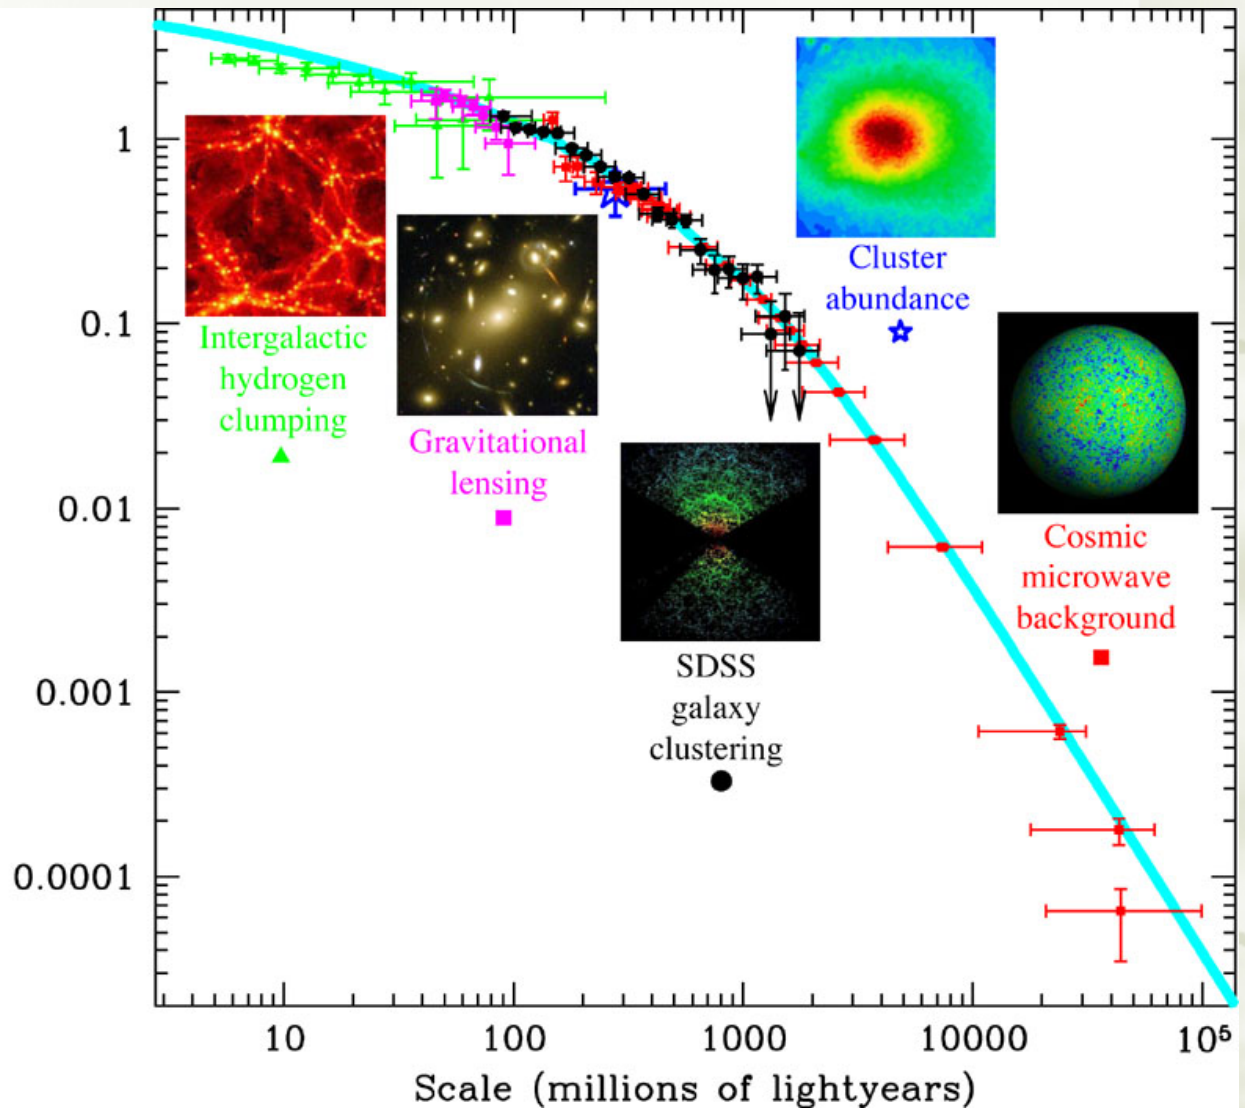 1
0.1
0.01
0.001
0.0001
Intergalactic
hydrogen
clumping
Gravitational
lensing
SDSS
galaxy
clustering
Cluster
abundance
Cosmic
microwave
background
10 100 1000 10000 10⁵
Scale (millions of lightyears)